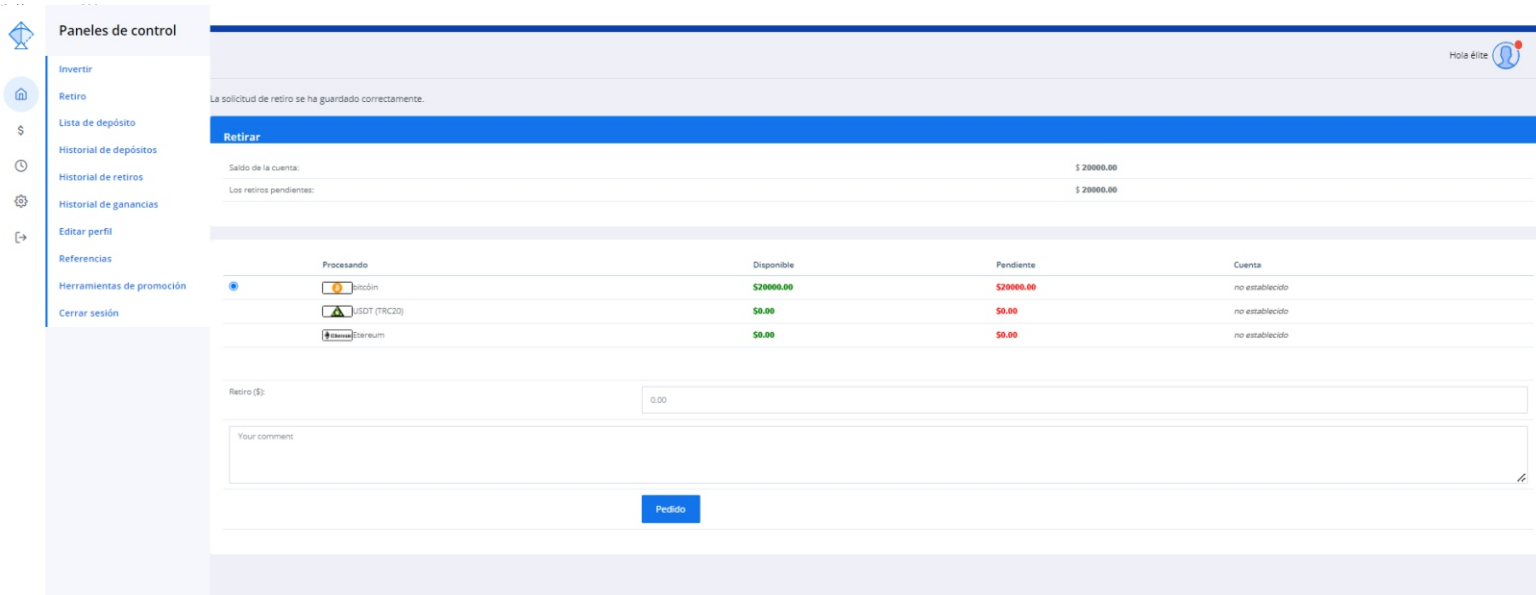 Paneles de control
Invertir
Retiro
Lista de depósito
Historial de depósitos
Historial de retiros
Historial de ganancias
Editar perfil
Referencias
Herramientas de promoción
Cerrar sesión
Hola élite
La solicitud de retiro se ha guardado correctamente.
Retirar
Saldo de la cuenta: $ 20000.00
Los retiros pendientes: $ 20000.00
Procesando Disponible Pendiente Cuenta
bitcóin $20000.00 $20000.00 no establecido
USDT (TRC20) $0.00 $0.00 no establecido
Ethereum Etereum $0.00 $0.00 no establecido
Retiro ($): 0.00
Your comment
Pedido